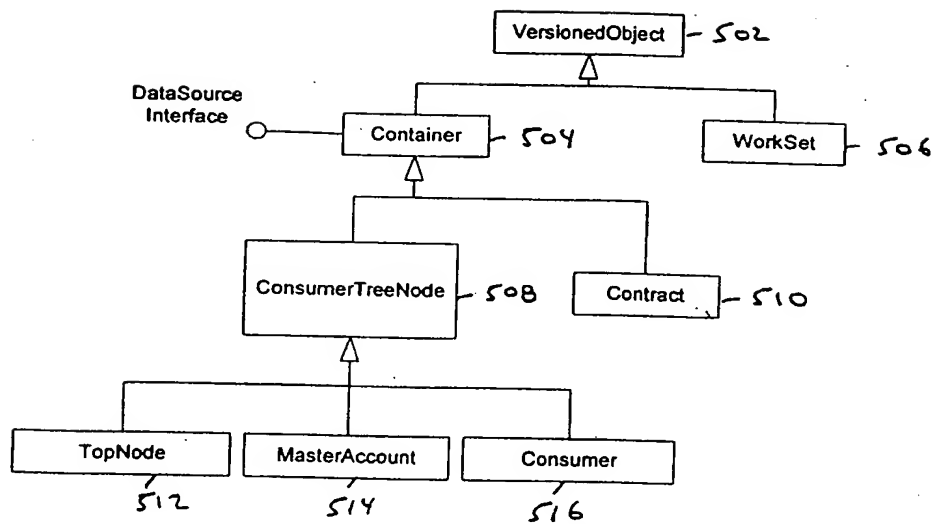 VersionedObject
502
DataSource
Interface
Container
504
WorkSet
506
ConsumerTreeNode
508
Contract
510
TopNode
MasterAccount
Consumer
512
514
516